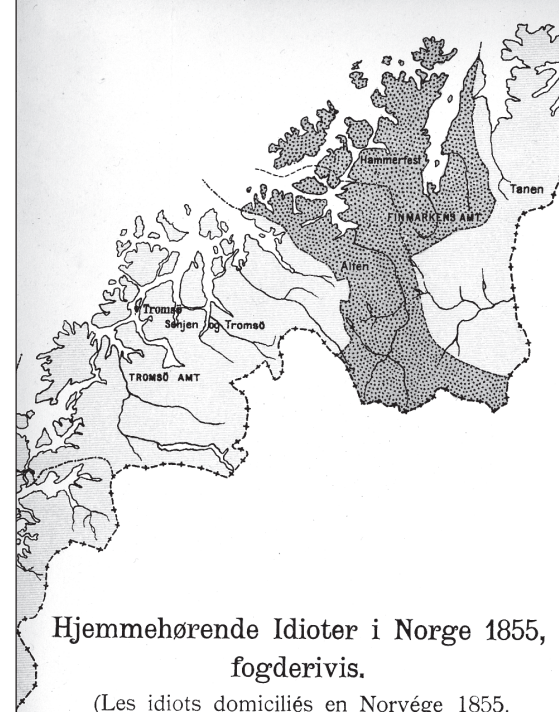 Hammerfest
Tanen
FINMARKENS AMT
Alten
Tromsø
Senjen og Tromsö
TROMSÖ AMT
Hjemmehørende Idioter i Norge 1855,
fogderivis.
(Les idiots domiciliés en Norvége 1855.